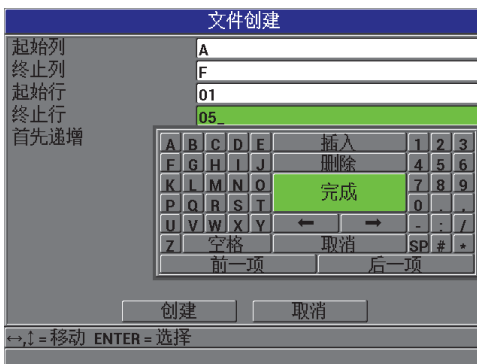 文件创建
起始列 A
终止列 F
起始行 01
终止行 05_
首先递增
A B C D E 插入 1 2 3
F G H I J 删除 4 5 6
K L M N O 完成 7 8 9
P Q R S T 0 . ,
U V W X Y ← → - : /
Z 空格 取消 SP # *
前一项 后一项
创建 取消
↔,↕ = 移动 ENTER = 选择